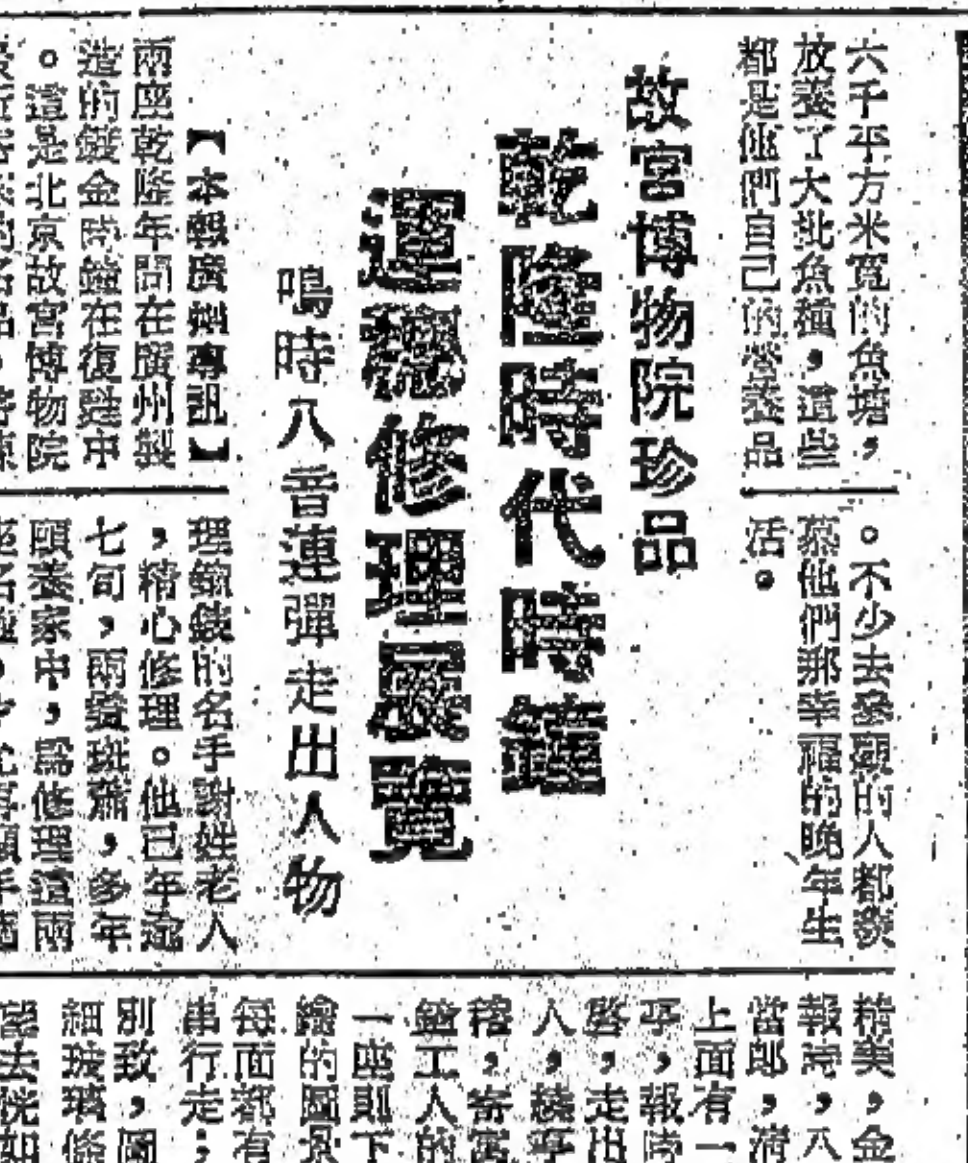 六千平方米寬的魚塘，
放養了大批魚種，這些
都是他們自己的營養品
。不少去參觀的人都羨
慕他們那幸福的晚年生
活。
故宮博物院珍品
乾隆時代時鐘
運穗修理展覽
鳴時八音連彈走出人物
【本報廣州專訊】
兩座乾隆年間在廣州製
造的鍍金時鐘在復甦中
。這是北京故宮博物院
理鐘錶的名手謝姓老人
，精心修理。他已年逾
七旬，兩鬢斑蕭，多年
頤養家中，爲修理這兩
精美，金
報時，八
當郎，清
上面有一
亭，報時
啓，走出
人，繞亭
鐘工人的
一座則下
繪的圖景
每面都有
串行走；
別致，圖
細玻璃條